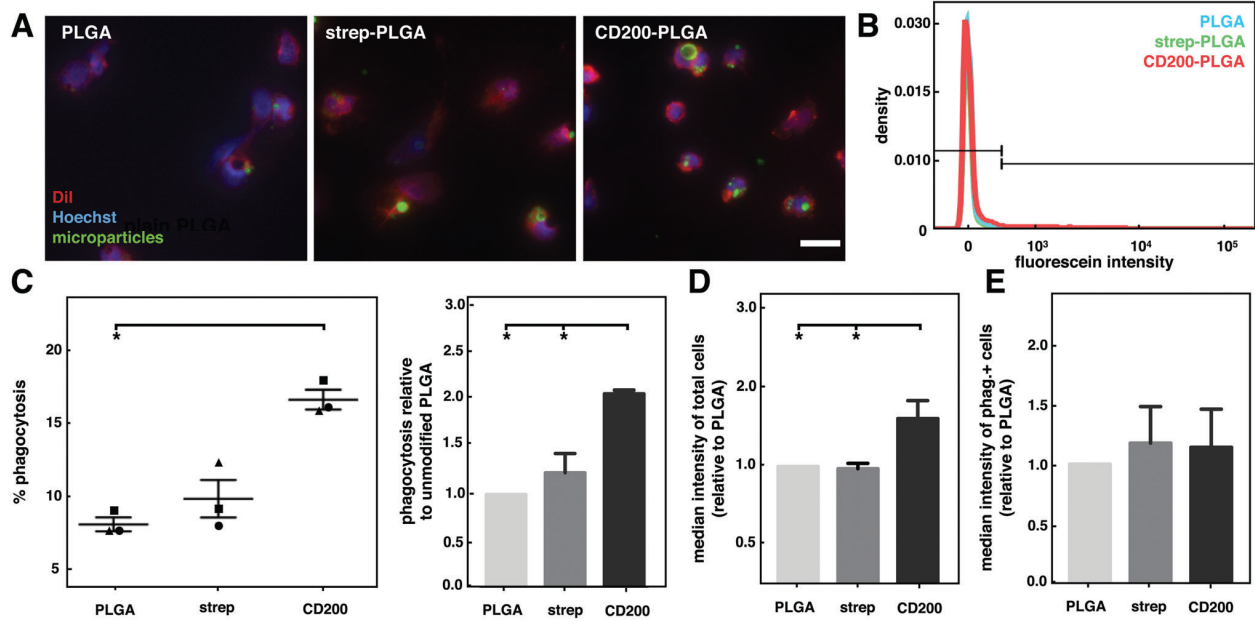 A
PLGA
strep-PLGA
CD200-PLGA
DiI
Hoechst
plain PLGA
microparticles
B
PLGA
strep-PLGA
CD200-PLGA
density
0.030
0.015
0.010
0
0
10³
10⁴
10⁵
fluorescein intensity
C
% phagocytosis
20
15
10
5
PLGA
strep
CD200
*
phagocytosis relative
to unmodified PLGA
3.0
2.5
2.0
1.0
0.5
0.0
*
*
PLGA
strep
CD200
D
median intensity of total cells
(relative to PLGA)
3.0
2.0
1.0
0.5
*
*
PLGA
strep
CD200
E
median intensity of phag.+ cells
(relative to PLGA)
2.0
1.5
1.0
0.5
0.0
PLGA
strep
CD200